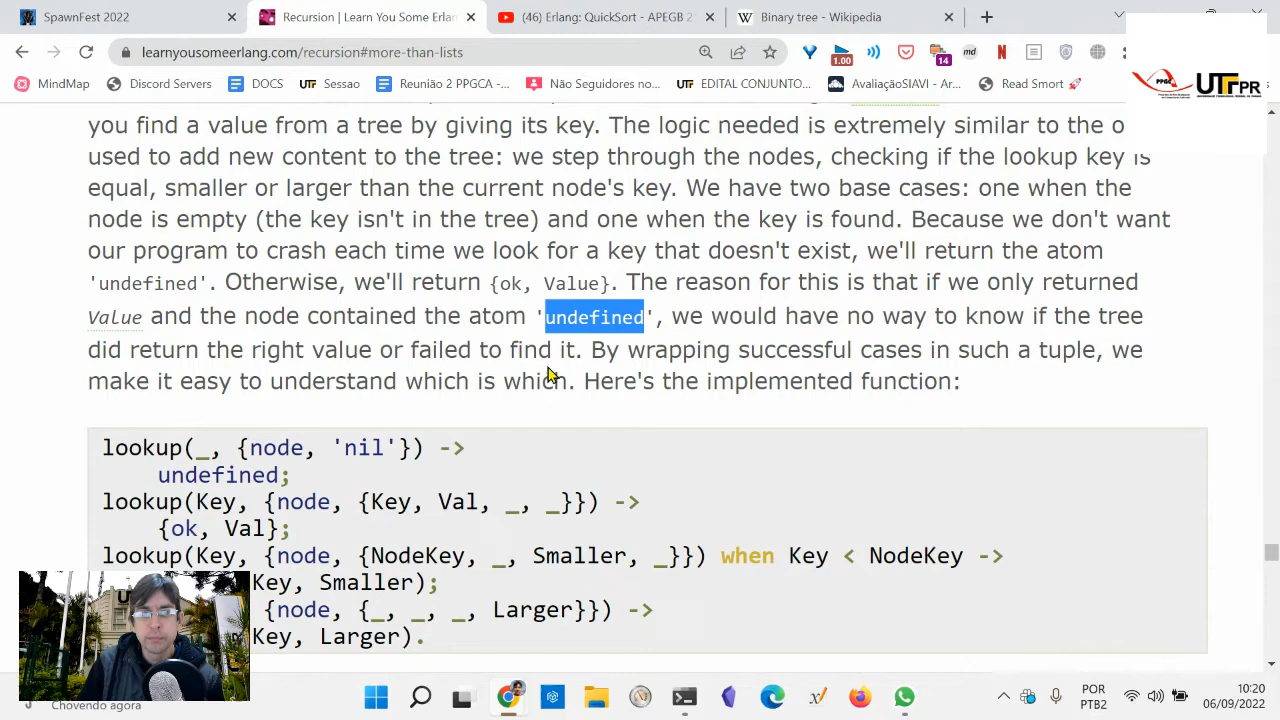 SpawnFest 2022
Recursion | Learn You Some Erlan
(46) Erlang: QuickSort - APEGB 2
Binary tree - Wikipedia
learnyousomeerlang.com/recursion#more-than-lists
1.00
14
md
N
MindMap
Discord Servers
DOCS
UTF Sessao
Reunião 2 PIBGCA -...
Não Seguidores no...
UTF EDITAL CONJUNTO...
AvaliaçãoSIAVI - Ar...
Read Smort 🚀
UTFPR
you find a value from a tree by giving its key. The logic needed is extremely similar to the o
used to add new content to the tree: we step through the nodes, checking if the lookup key is
equal, smaller or larger than the current node's key. We have two base cases: one when the
node is empty (the key isn't in the tree) and one when the key is found. Because we don't want
our program to crash each time we look for a key that doesn't exist, we'll return the atom
'undefined'. Otherwise, we'll return {ok, Value}. The reason for this is that if we only returned
Value and the node contained the atom 'undefined', we would have no way to know if the tree
did return the right value or failed to find it. By wrapping successful cases in such a tuple, we
make it easy to understand which is which. Here's the implemented function:
lookup(_, {node, 'nil'}) ->
undefined;
lookup(Key, {node, {Key, Val, _, _}}) ->
{ok, Val};
lookup(Key, {node, {NodeKey, _, Smaller, _}}) when Key < NodeKey ->
Key, Smaller);
{node, {_, _, _, Larger}}) ->
Key, Larger).
Chovendo agora
POR
PTB2
10:20
06/09/2022